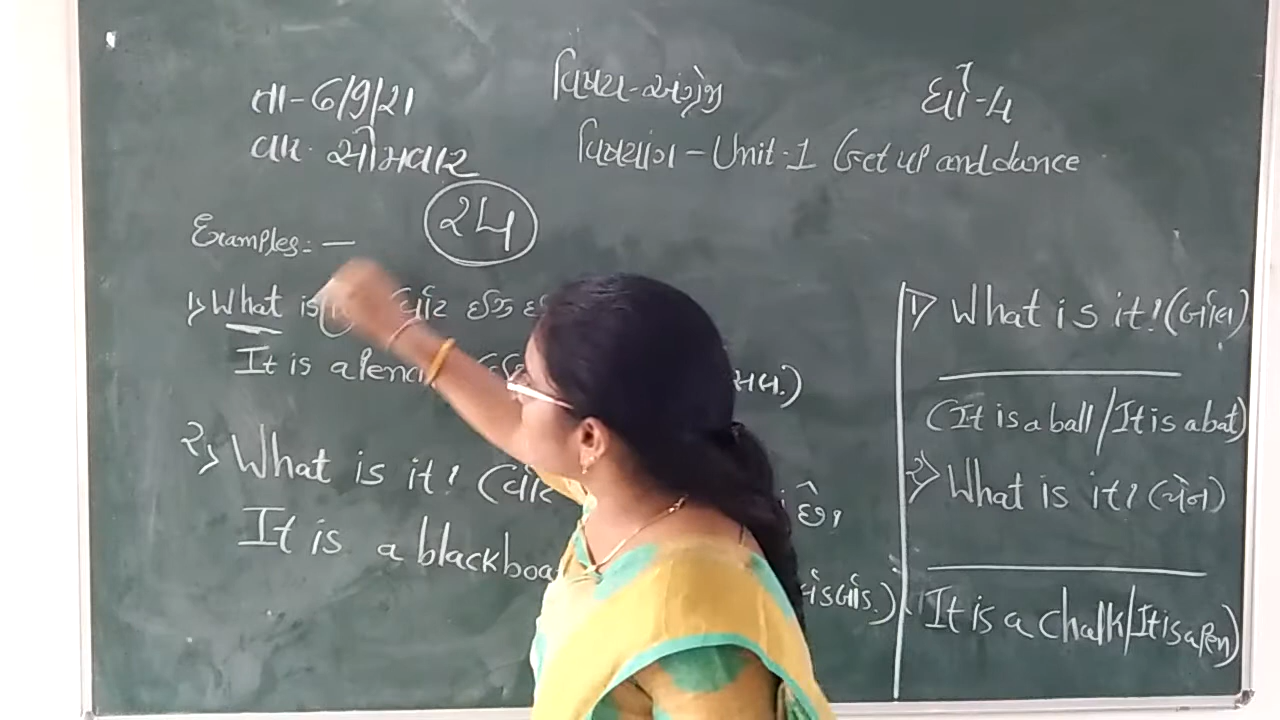 તા-6/9/21
વાર સોમવાર
વિષય-અંગ્રેજી
વિષયાંગ-Unit-1 Get up and dance
ધો-4
24
Examples:-
1) What is
It is a Penc
2) What is it? (વૉટ
છે?
It is a blackboa
1) What is it? (બૉલ)
(It is a ball/It is a bat)
2) What is it? (પેન)
(It is a chalk/It is a Pen)